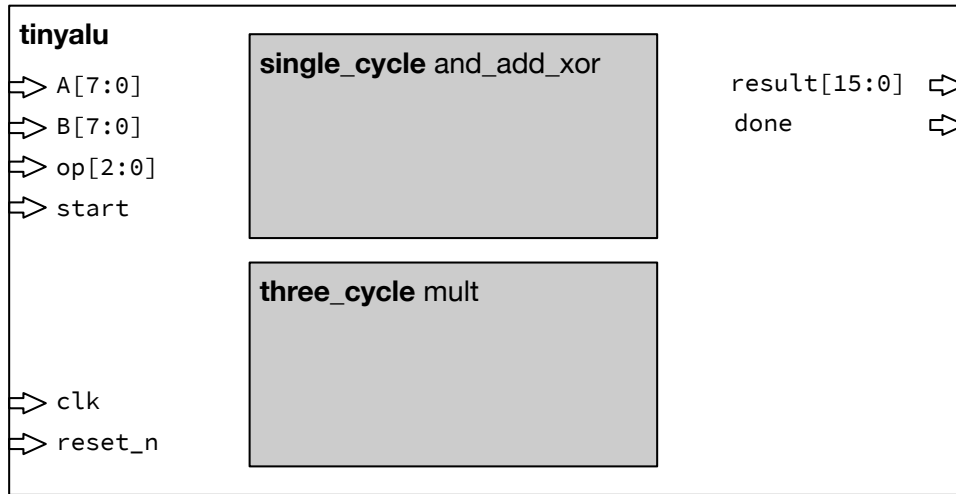 tinyalu
A[7:0]
B[7:0]
op[2:0]
start
clk
reset_n
single_cycle and_add_xor
three_cycle mult
result[15:0]
done